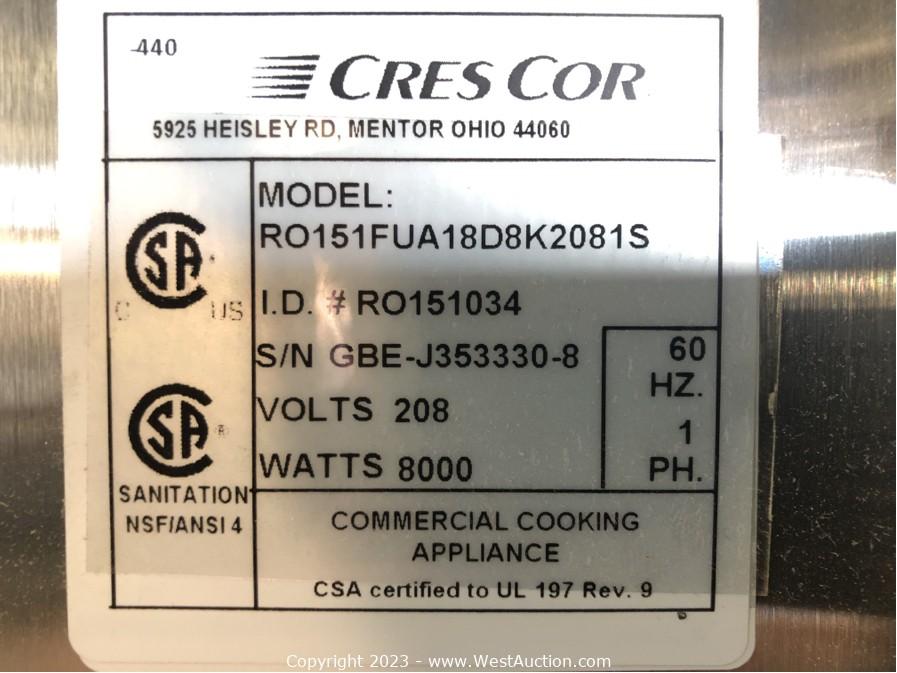 -440
CRES COR
5925 HEISLEY RD, MENTOR OHIO 44060
MODEL:
RO151FUA18D8K2081S
I.D. # RO151034
S/N GBE-J353330-8
VOLTS 208
WATTS 8000
60
HZ.
1
PH.
SA
C US
SA ®
SANITATION
NSF/ANSI 4
COMMERCIAL COOKING
APPLIANCE
CSA certified to UL 197 Rev. 9
Copyright 2023 - www.WestAuction.com